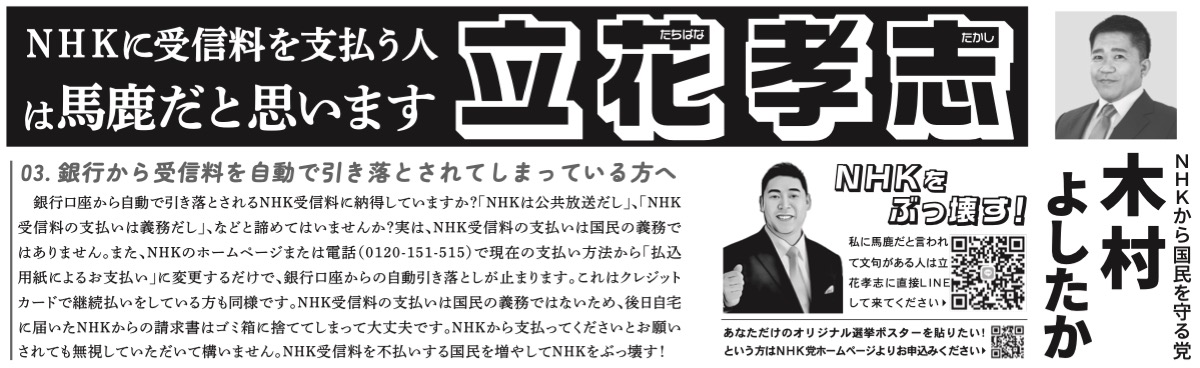 NHKに受信料を支払う人
は馬鹿だと思います
立花孝志
たちばな
たかし
03. 銀行から受信料を自動で引き落とされてしまっている方へ
銀行口座から自動で引き落とされるNHK受信料に納得していますか?「NHKは公共放送だし」、「NHK
受信料の支払いは義務だし」、などと諦めてはいませんか?実は、NHK受信料の支払いは国民の義務で
はありません。また、NHKのホームページまたは電話(0120-151-515)で現在の支払い方法から「払込
用紙によるお支払い」に変更するだけで、銀行口座からの自動引き落としが止まります。これはクレジット
カードで継続払いをしている方も同様です。NHK受信料の支払いは国民の義務ではないため、後日自宅
に届いたNHKからの請求書はゴミ箱に捨ててしまって大丈夫です。NHKから支払ってくださいとお願い
されても無視していただいて構いません。NHK受信料を不払いする国民を増やしてNHKをぶっ壊す!
NHKを
ぶっ壊す!
私に馬鹿だと言われ
て文句がある人は立
花孝志に直接LINE
して来てください
LINE
あなただけのオリジナル選挙ポスターを貼りたい!
という方はNHK党ホームページよりお申込みください
NHKから国民を守る党
木村
よしたか